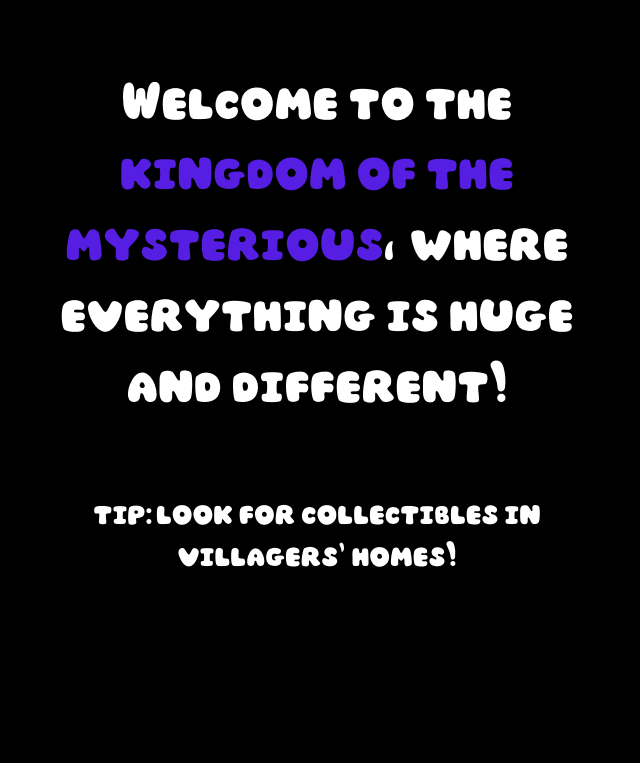 Welcome to the
kingdom of the
mysterious, where
everything is huge
and different!
Tip: Look for collectibles in
villagers' homes!